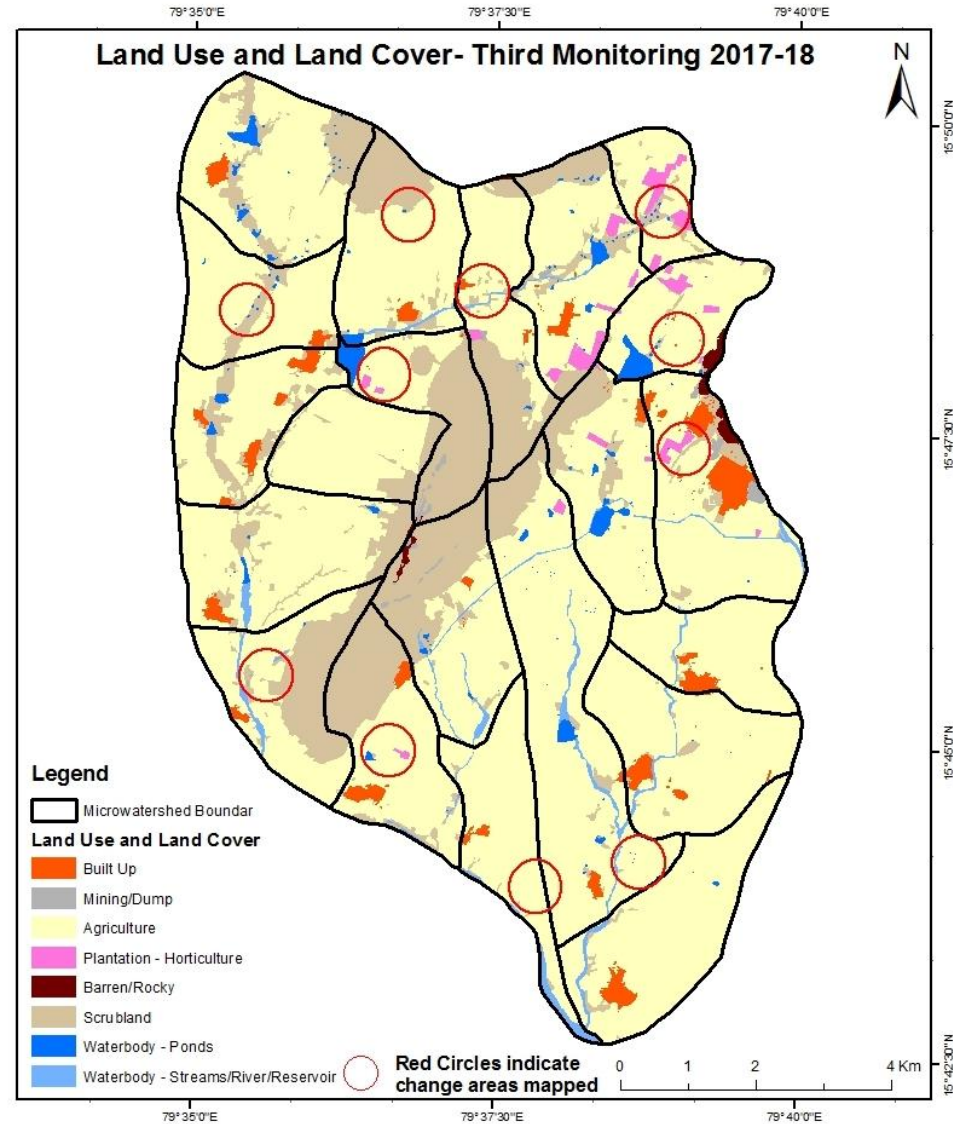 79°35'0"E 79°37'30"E 79°40'0"E
Land Use and Land Cover- Third Monitoring 2017-18
N
15°50'0"N
15°47'30"N
15°45'0"N
15°42'30"N
Legend
Microwatershed Boundar
Land Use and Land Cover
Built Up
Mining/Dump
Agriculture
Plantation - Horticulture
Barren/Rocky
Scrubland
Waterbody - Ponds
Waterbody - Streams/River/Reservoir
Red Circles indicate
change areas mapped
0 1 2 4 Km
79°35'0"E 79°37'30"E 79°40'0"E